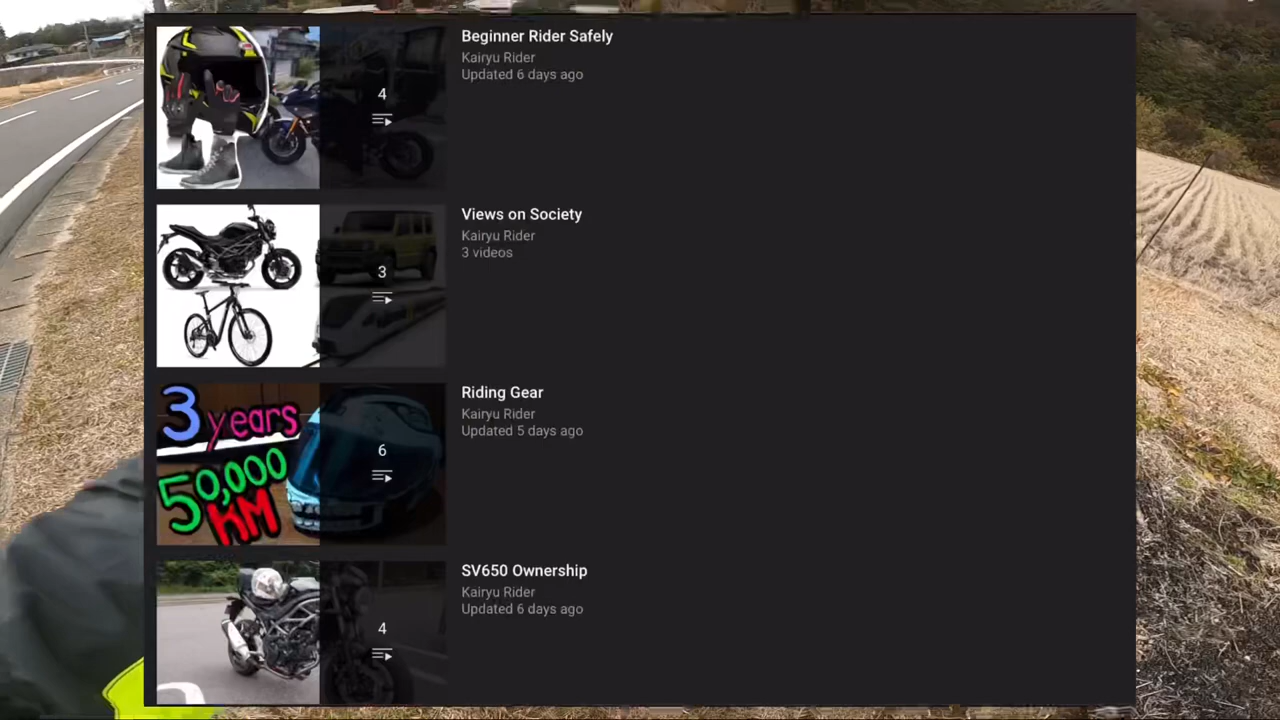 Beginner Rider Safely
Kairyu Rider
Updated 6 days ago
4
Views on Society
Kairyu Rider
3 videos
3
Riding Gear
Kairyu Rider
Updated 5 days ago
3 years
50,000
KM
6
SV650 Ownership
Kairyu Rider
Updated 6 days ago
4